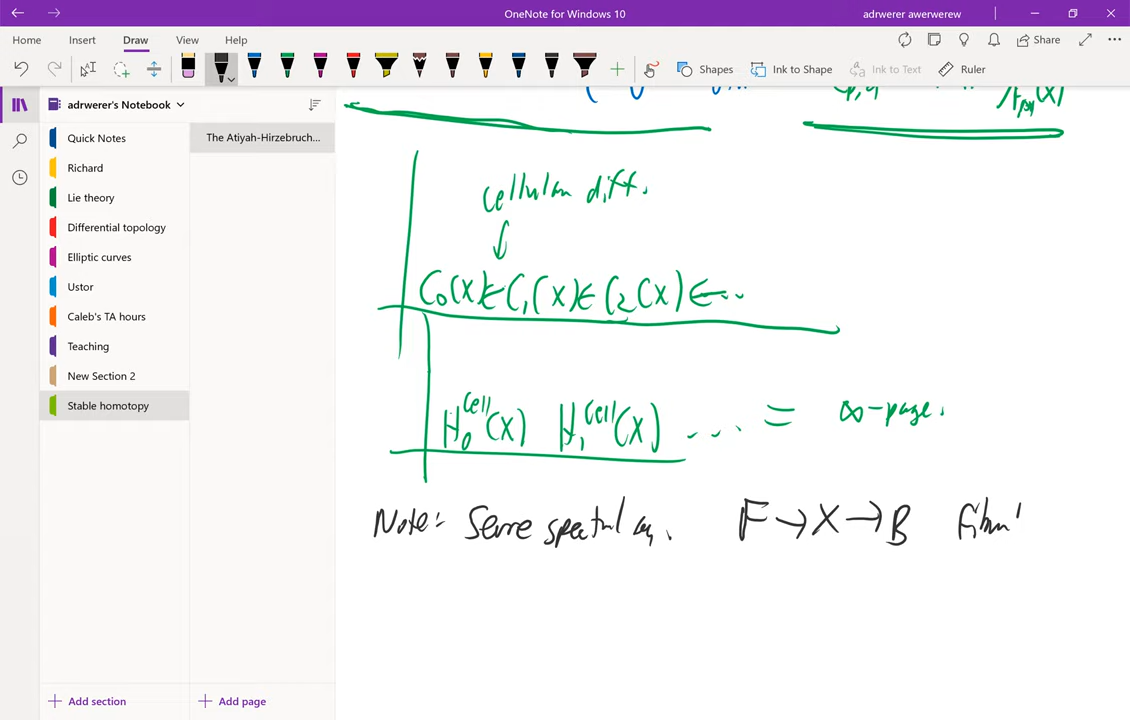 OneNote for Windows 10
adrwerer awerwerew
Home Insert Draw View Help
Share
Shapes
Ink to Shape
Ink to Text
Ruler
adrwerer's Notebook
The Atiyah-Hirzebruch...
Quick Notes
Richard
Lie theory
Differential topology
Elliptic curves
Ustor
Caleb's TA hours
Teaching
New Section 2
Stable homotopy
Add section
Add page
cellular diff.
↓
C₀(X) ← C₁(X) ← C₂(X) ← ...
H₀^cell(X) H₁^cell(X) ... = ∞-page.
Note: Serre spectral F → X → B